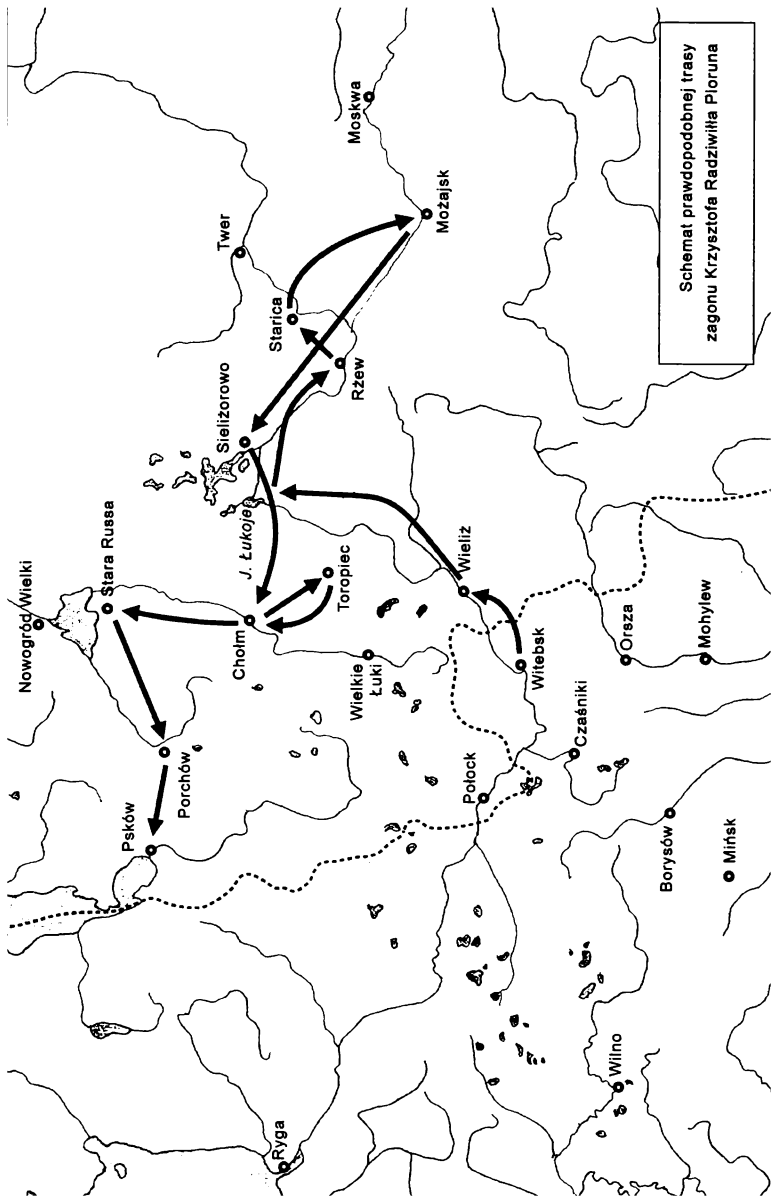 Nowogród Wielki
Stara Russa
Psków
Porchów
Twer
Sieliżorowo
Cholm
J. Łukoje
Starica
Ryga
Toropiec
Moskwa
Wielkie
Łuki
Rżew
Możajsk
Wieliż
Połock
Witebsk
Czaśniki
Wilno
Orsza
Borysów
Mohylew
Mińsk
Schemat prawdopodobnej trasy
zagonu Krzysztofa Radziwiłła Pioruna